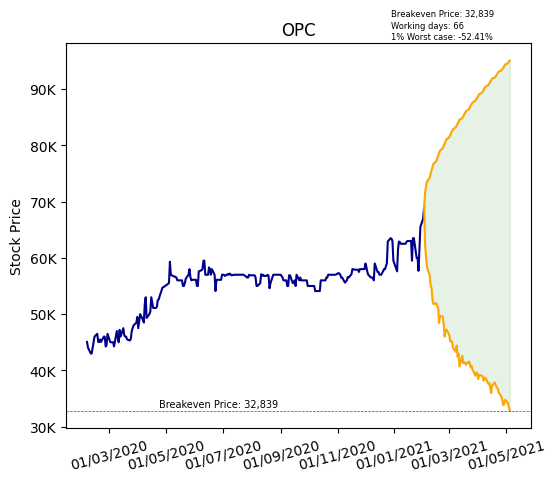 Breakeven Price: 32,839
Working days: 66
1% Worst case: -52.41%
OPC
Stock Price
90K
80K
70K
60K
50K
40K
30K
Breakeven Price: 32,839
01/03/2020
01/05/2020
01/07/2020
01/09/2020
01/11/2020
01/01/2021
01/03/2021
01/05/2021